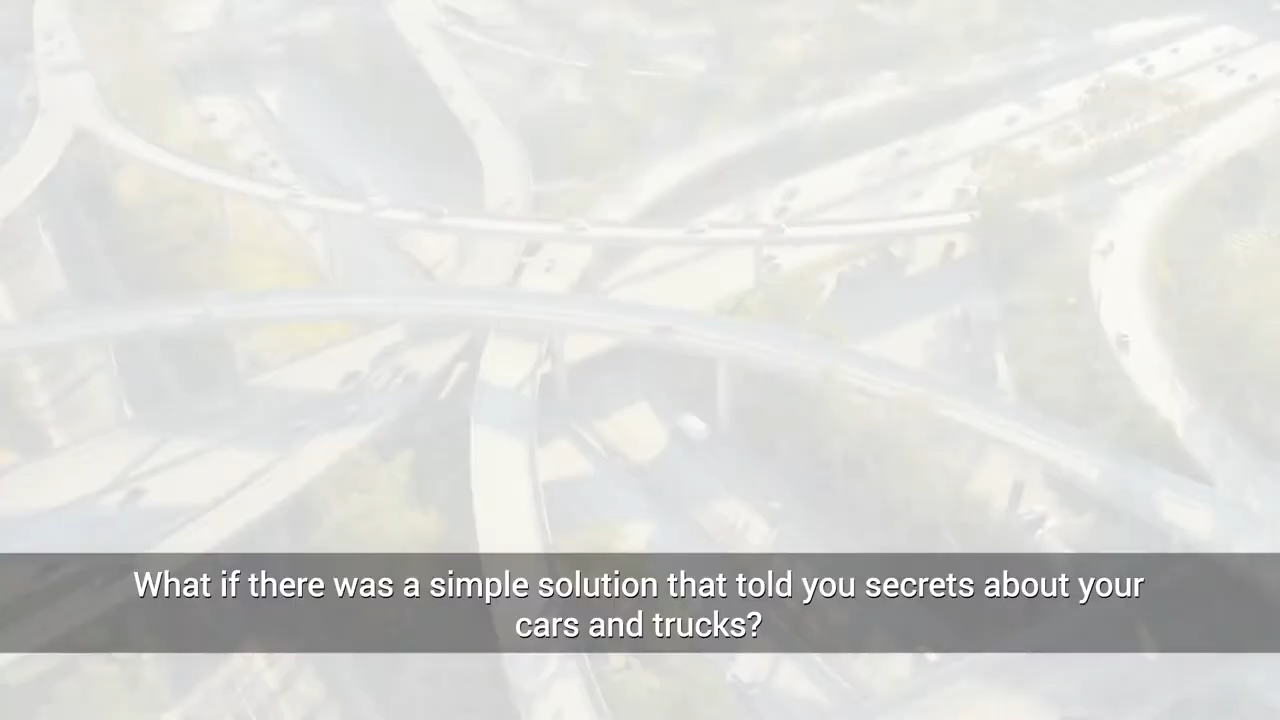 What if there was a simple solution that told you secrets about your
cars and trucks?